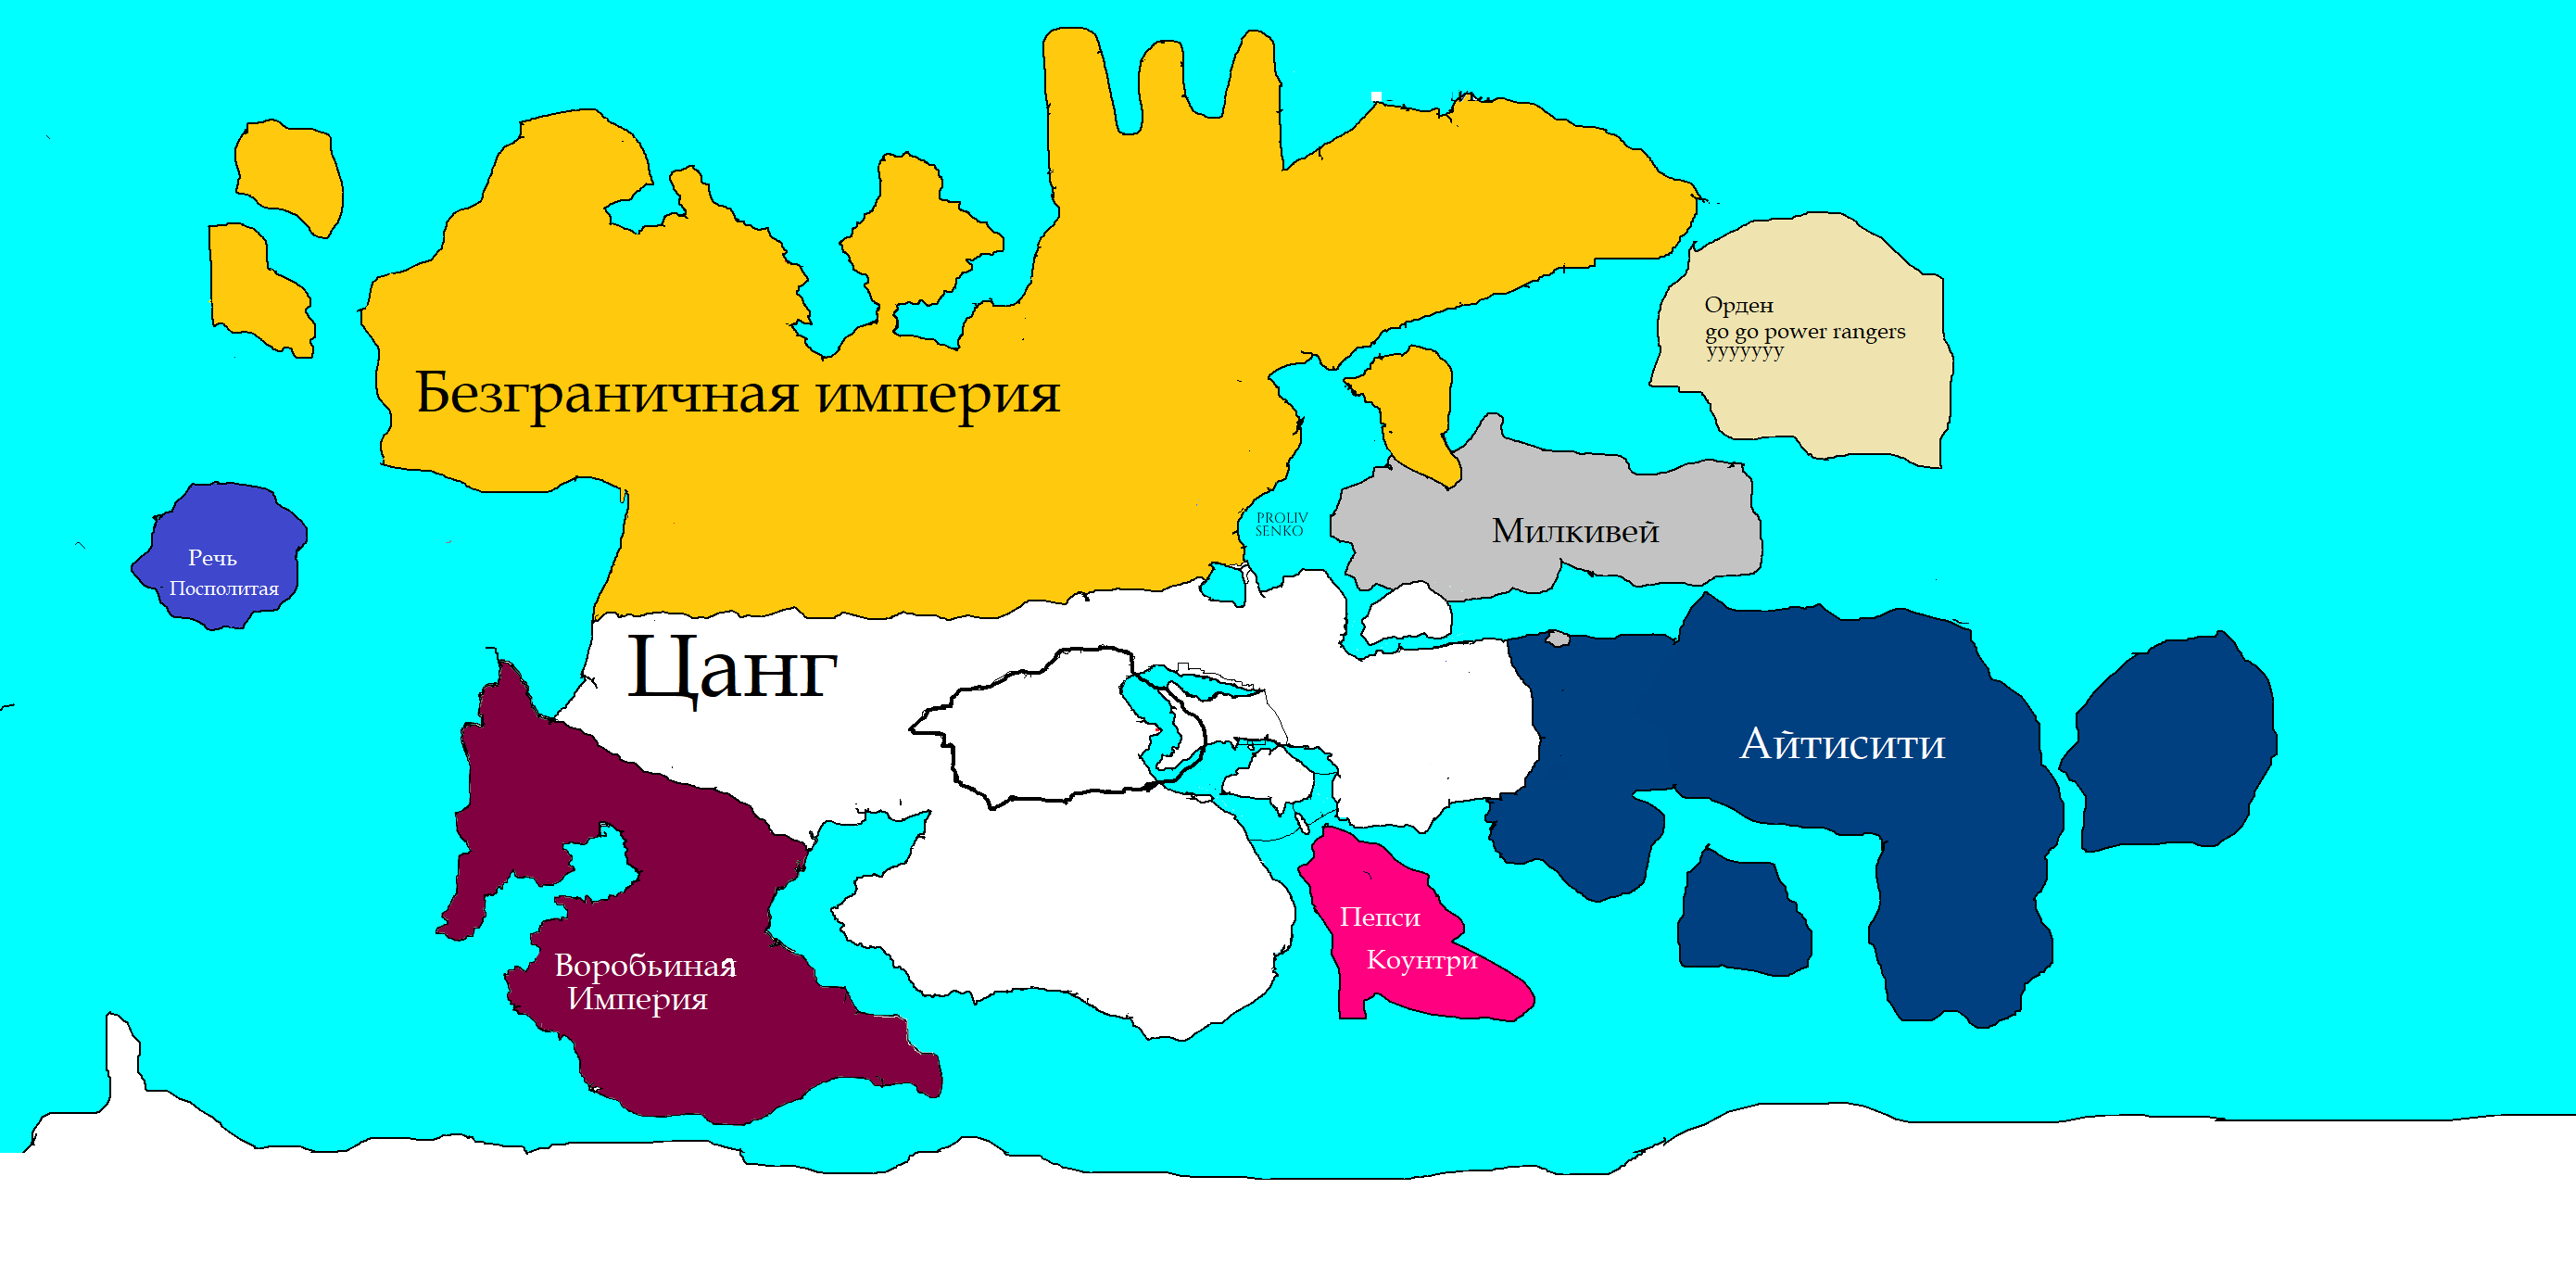 Орден
go go power rangers
yyyyyyy
Безграничная империя
PROLIV
SENKO
Милкивей
Речь
Посполитая
Цанг
Айтисити
Пепси
Коунтри
Воробьиная
Империя